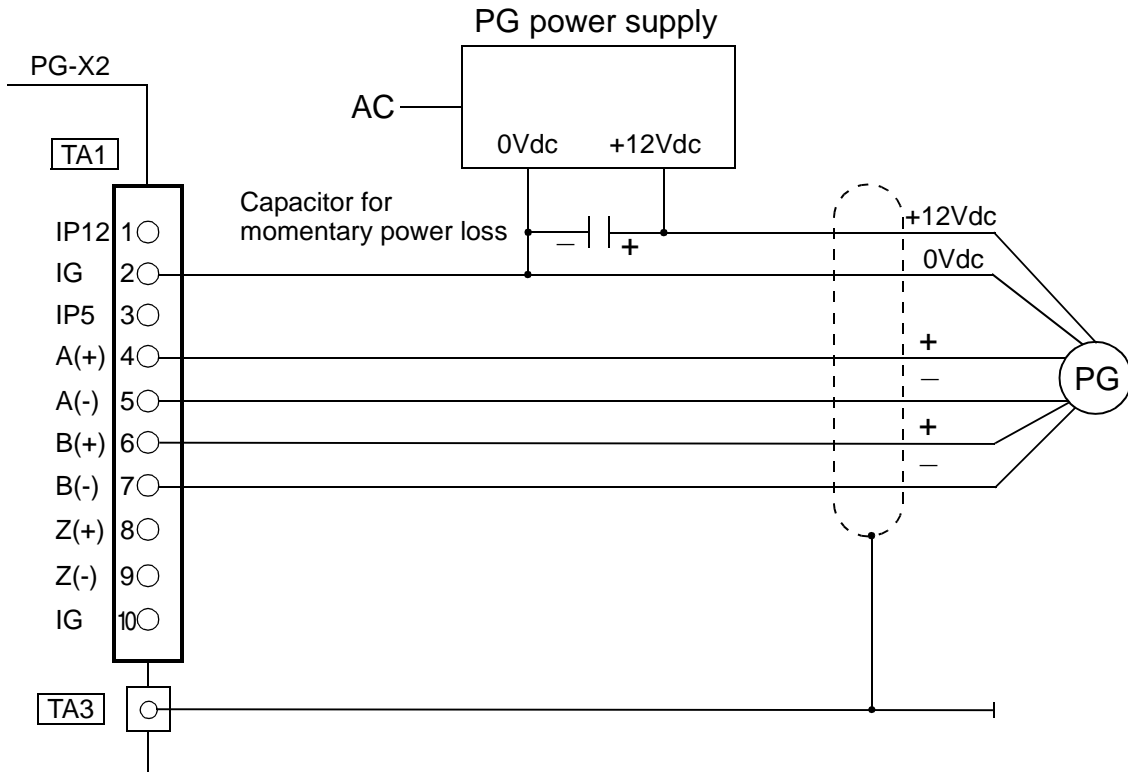 PG power supply
PG-X2
AC
0Vdc +12Vdc
TA1
Capacitor for
momentary power loss
IP12 1
− +
+12Vdc
IG 2
0Vdc
IP5 3
A(+) 4
+
−
PG
A(-) 5
B(+) 6
+
−
B(-) 7
Z(+) 8
Z(-) 9
IG 10
TA3